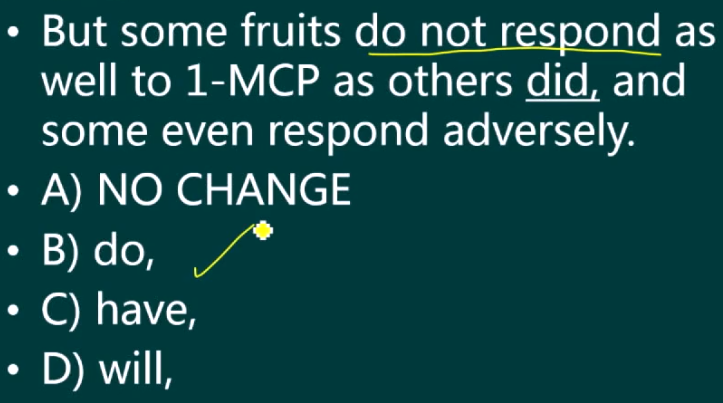 • But some fruits do not respond as
well to 1-MCP as others did, and
some even respond adversely.
• A) NO CHANGE
• B) do,
• C) have,
• D) will,